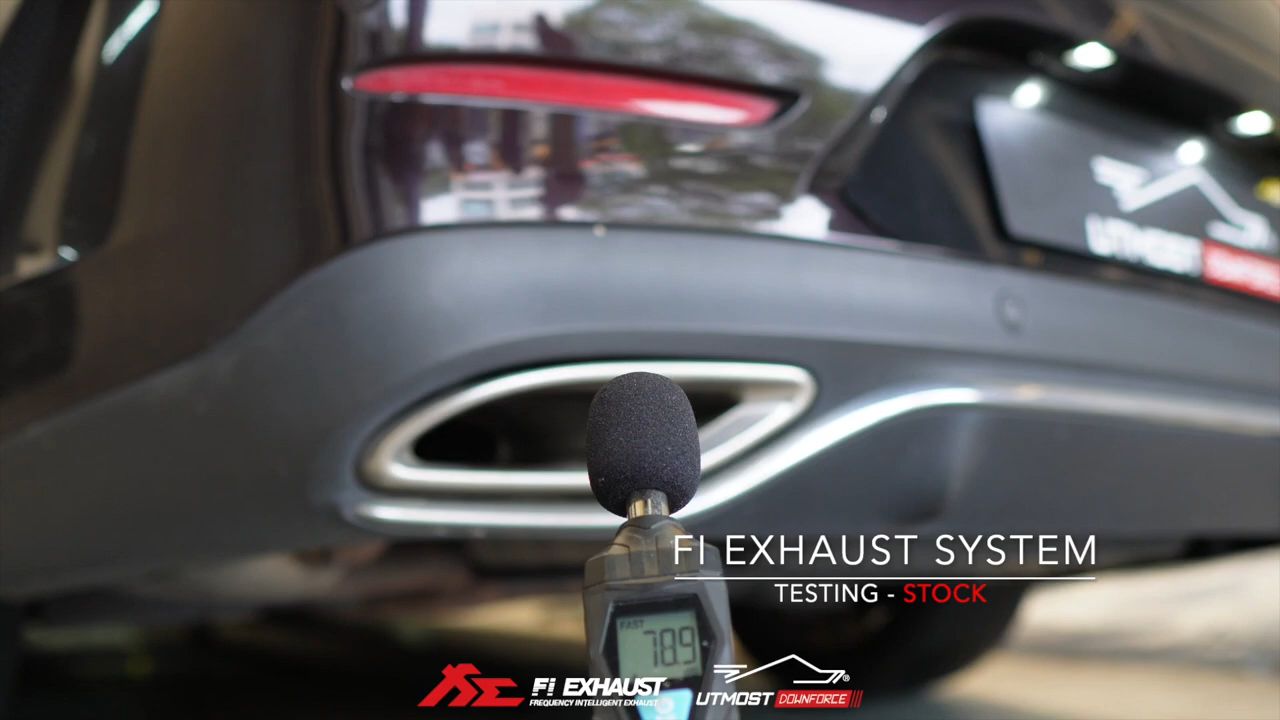 UTMOST
FI EXHAUST SYSTEM
TESTING - STOCK
FAST
78.9
Fi EXHAUST
FREQUENCY INTELLIGENT EXHAUST
UTMOST DOWNFORCE